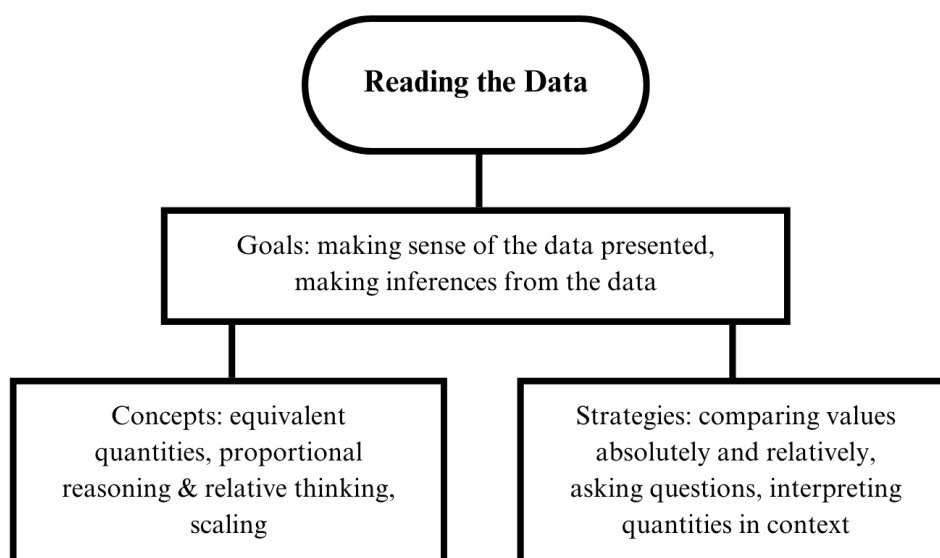 Reading the Data
Goals: making sense of the data presented,
making inferences from the data
Concepts: equivalent
quantities, proportional
reasoning & relative thinking,
scaling
Strategies: comparing values
absolutely and relatively,
asking questions, interpreting
quantities in context